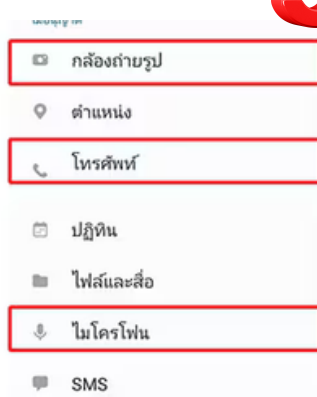 กล้องถ่ายรูป
ตำแหน่ง
โทรศัพท์
ปฏิทิน
ไฟล์และสื่อ
ไมโครโฟน
SMS